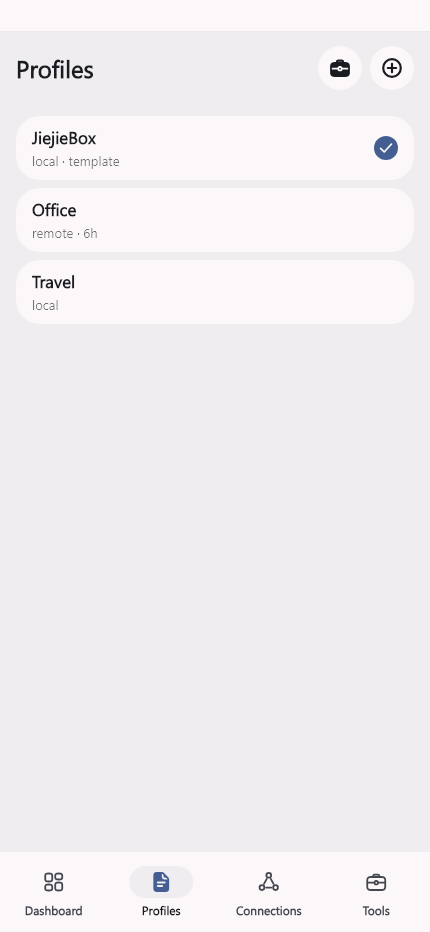 Profiles
JiejieBox
local · template
Office
remote · 6h
Travel
local
Dashboard
Profiles
Connections
Tools